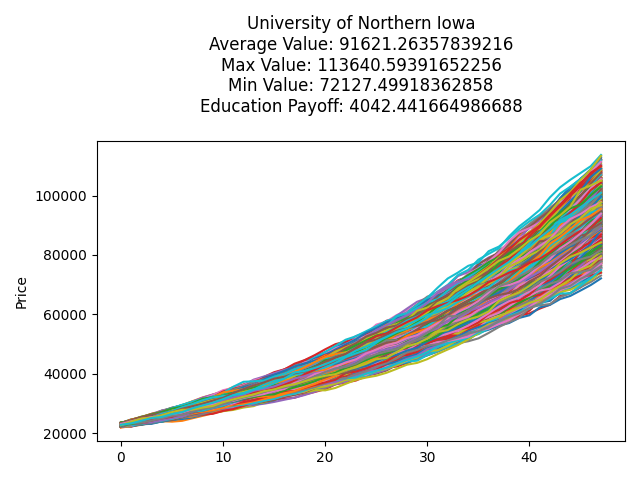 University of Northern Iowa
Average Value: 91621.26357839216
Max Value: 113640.59391652256
Min Value: 72127.49918362858
Education Payoff: 4042.441664986688
100000
80000
60000
40000
20000
Price
0 10 20 30 40